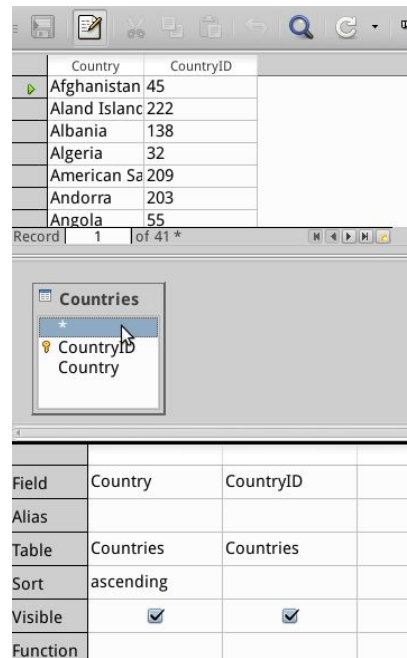 Country CountryID
Afghanistan 45
Aland Islanc 222
Albania 138
Algeria 32
American Sa 209
Andorra 203
Angola 55
Record 1 of 41 *
Countries
*
CountryID
Country
Field Country CountryID
Alias
Table Countries Countries
Sort ascending
Visible
Function